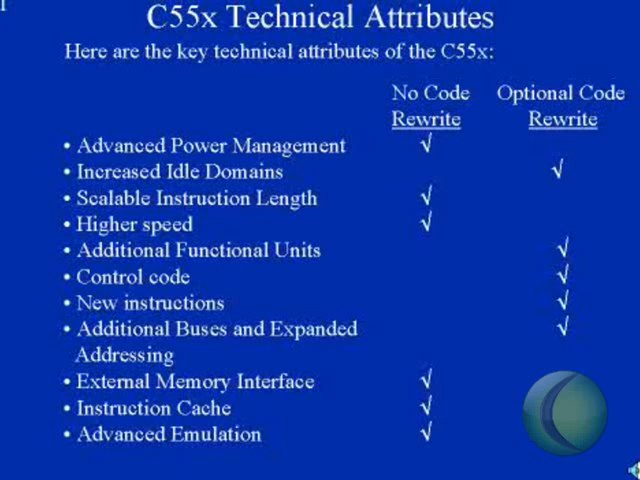 C55x Technical Attributes
Here are the key technical attributes of the C55x:
No Code Optional Code
Rewrite Rewrite
• Advanced Power Management √
• Increased Idle Domains √
• Scalable Instruction Length √
• Higher speed √
• Additional Functional Units √
• Control code √
• New instructions √
• Additional Buses and Expanded √
Addressing
• External Memory Interface √
• Instruction Cache √
• Advanced Emulation √